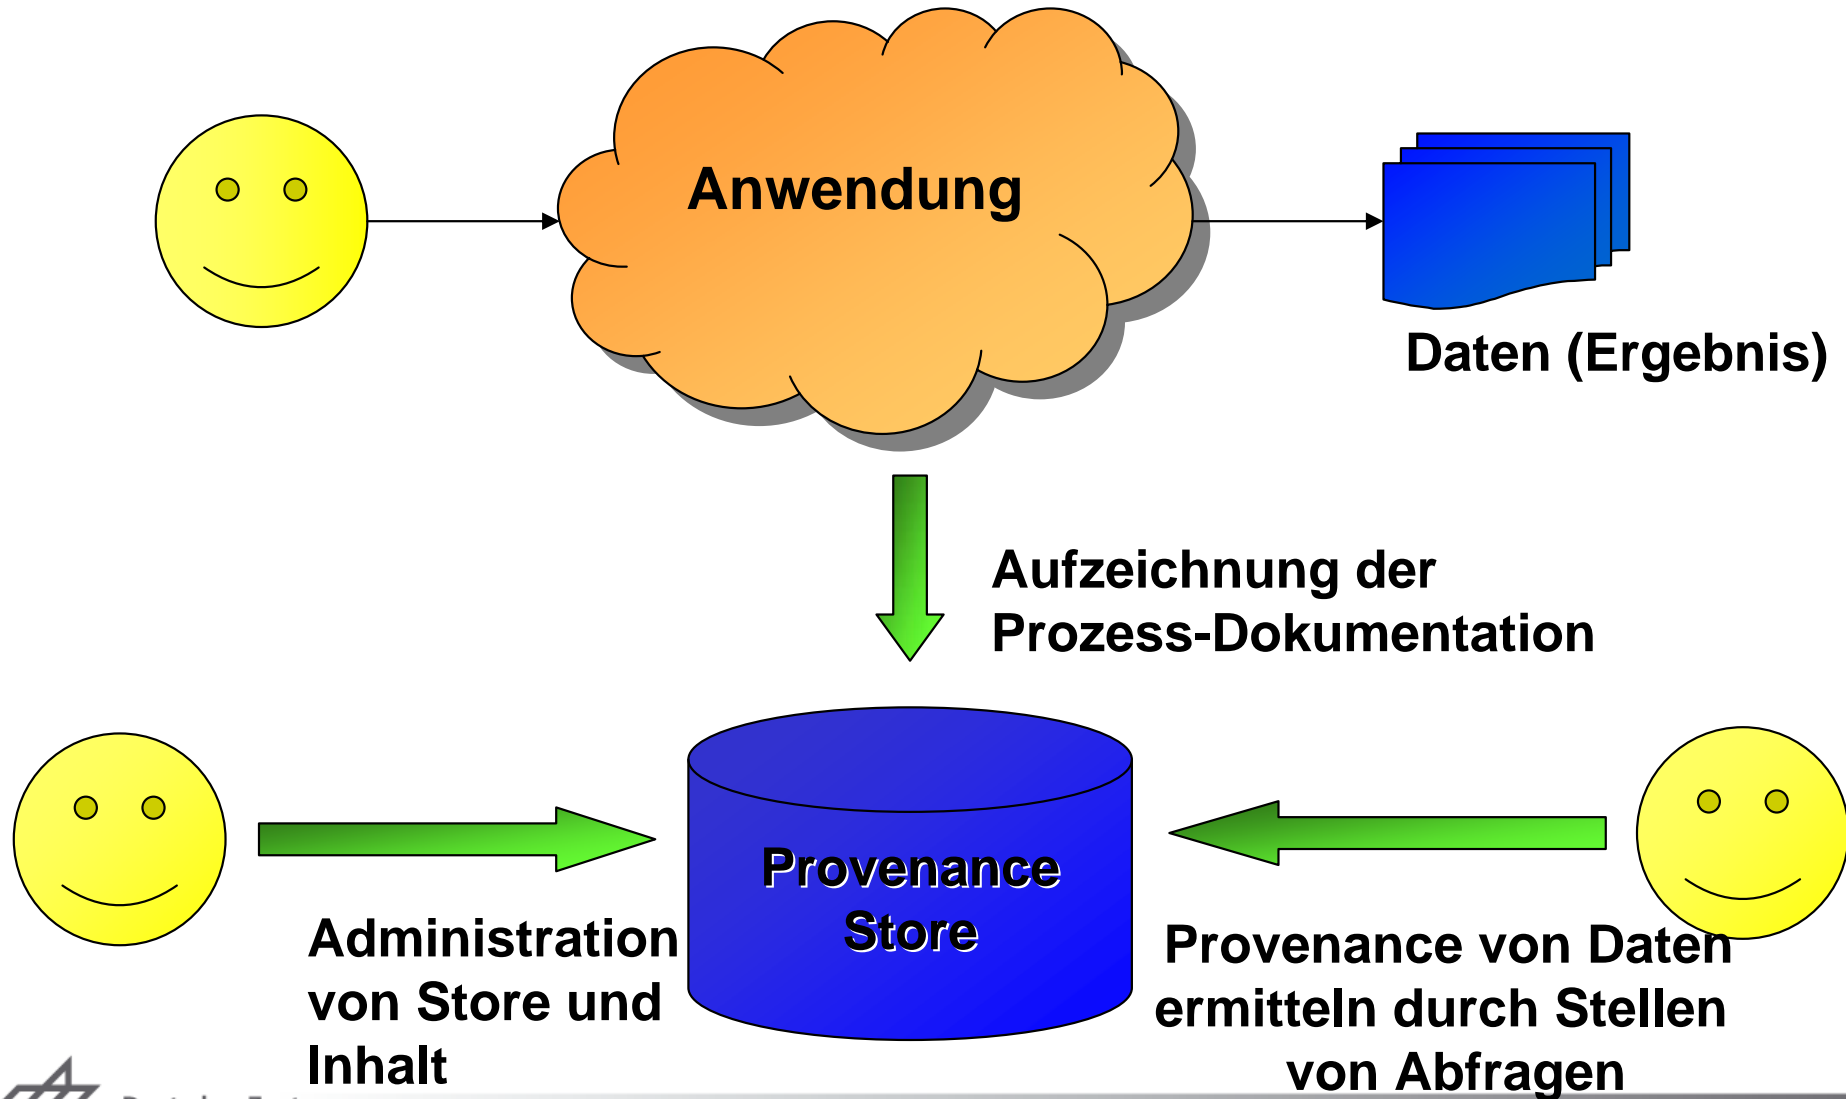 Anwendung
Daten (Ergebnis)
Aufzeichnung der
Prozess-Dokumentation
Provenance
Store
Administration
von Store und
Inhalt
Provenance von Daten
ermitteln durch Stellen
von Abfragen